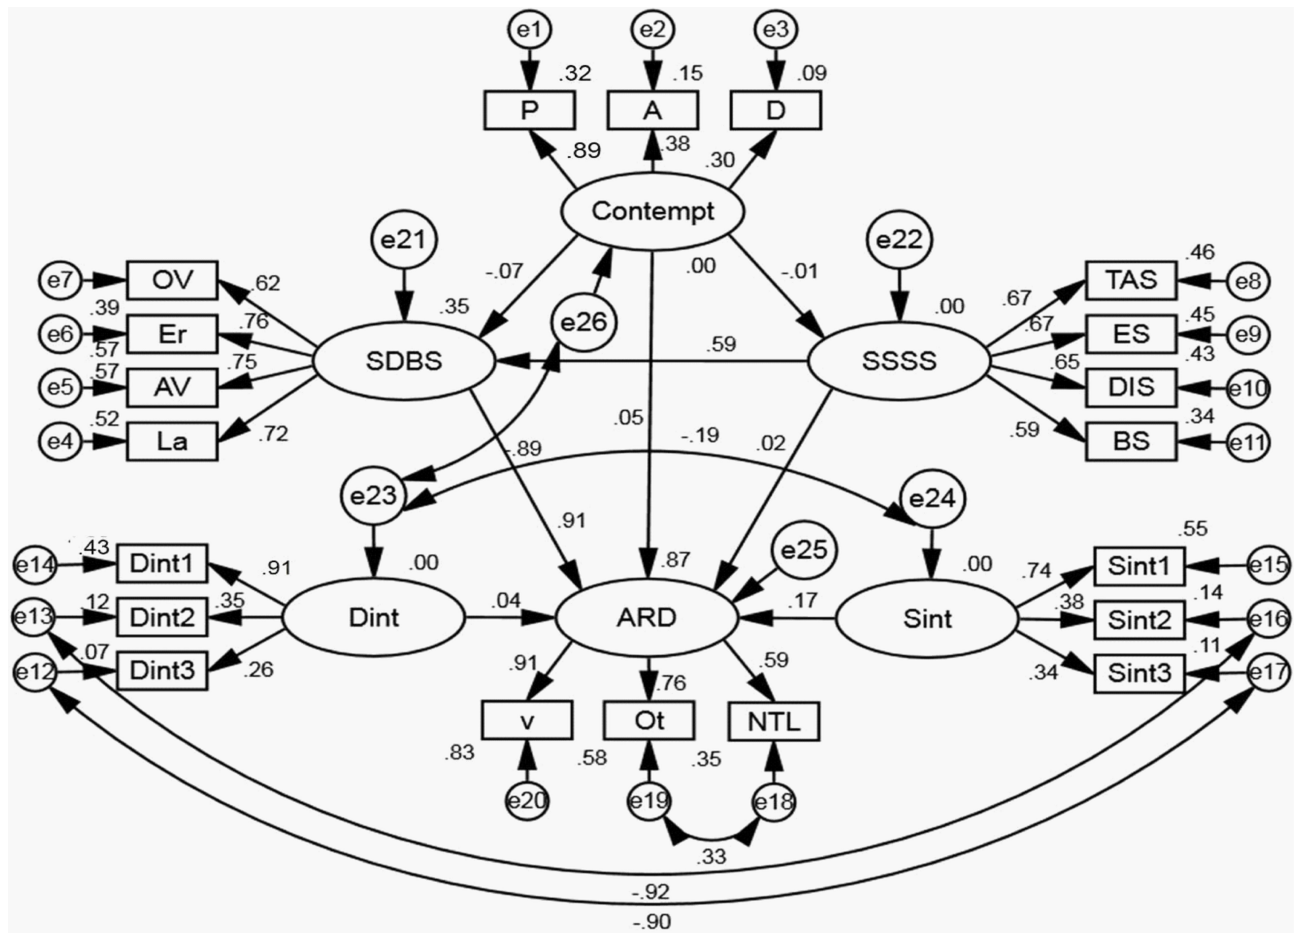 e1 e2 e3
.32 .15 .09
P A D
.89 .38 .30
Contempt
e21 e22
-.07 .00 -.01
e7 OV .62 .35 e26 .00 .67 TAS .46 e8
.39 e6 Er .76 .67 ES .45 e9
SDBS .59 SSSS
.57 .57 e5 AV .75 .65 DIS .43 e10
.52 e4 La .72 .59 BS .34 e11
.05 -.19 .02
-.89
e23 e24
.91 e25
e14 .43 Dint1 .91 .00 .87 .00 .74 Sint1 .55 e15
e13 .12 Dint2 .35 Dint .04 ARD .17 Sint .38 Sint2 .14 e16
e12 .07 Dint3 .26 .34 Sint3 .11 e17
.91 .76 .59
v Ot NTL
.83 .58 .35
e20 e19 e18
.33
-.92
-.90